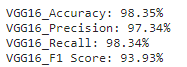 VGG16_Accuracy: 98.35%
VGG16_Precision: 97.34%
VGG16_Recall: 98.34%
VGG16_F1 Score: 93.93%